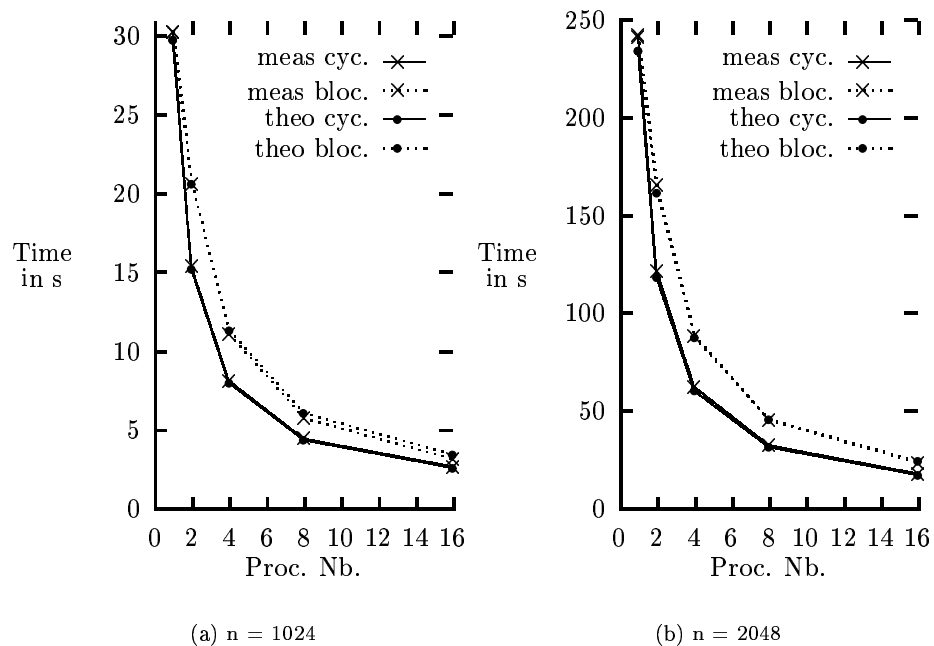 30
25
20
15
10
5
0
Time
in s
meas cyc.
meas bloc.
theo cyc.
theo bloc.
0 2 4 6 8 10 12 14 16
Proc. Nb.
(a) n = 1024
250
200
150
100
50
0
Time
in s
meas cyc.
meas bloc.
theo cyc.
theo bloc.
0 2 4 6 8 10 12 14 16
Proc. Nb.
(b) n = 2048